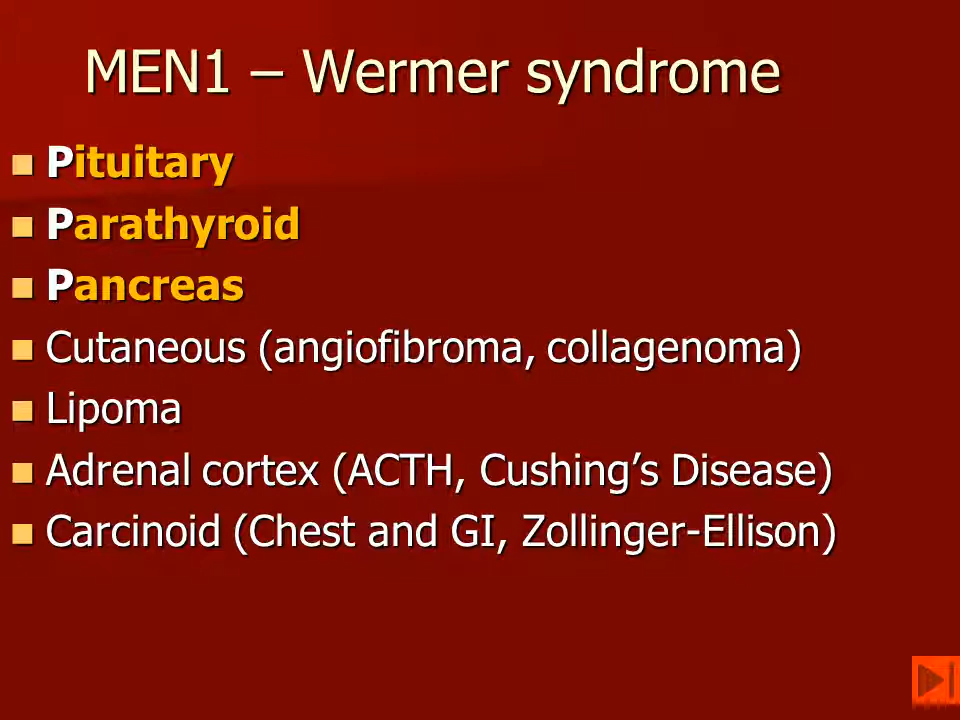 MEN1 – Wermer syndrome
Pituitary
Parathyroid
Pancreas
Cutaneous (angiofibroma, collagenoma)
Lipoma
Adrenal cortex (ACTH, Cushing’s Disease)
Carcinoid (Chest and GI, Zollinger-Ellison)